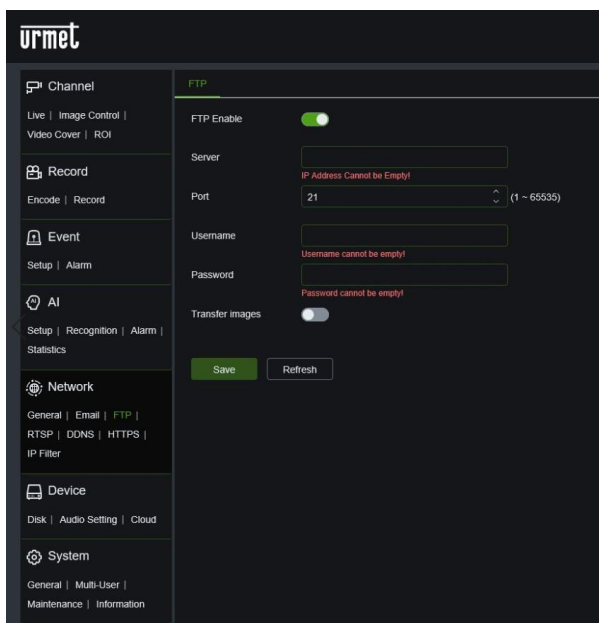 urmet
Channel
Live | Image Control |
Video Cover | ROI
Record
Encode | Record
Event
Setup | Alarm
AI
Setup | Recognition | Alarm |
Statistics
Network
General | Email | FTP |
RTSP | DDNS | HTTPS |
IP Filter
Device
Disk | Audio Setting | Cloud
System
General | Multi-User |
Maintenance | Information
FTP
FTP Enable
Server
IP Address Cannot be Empty!
Port 21 (1 ~ 65535)
Username
Username cannot be empty!
Password
Password cannot be empty!
Transfer images
Save Refresh